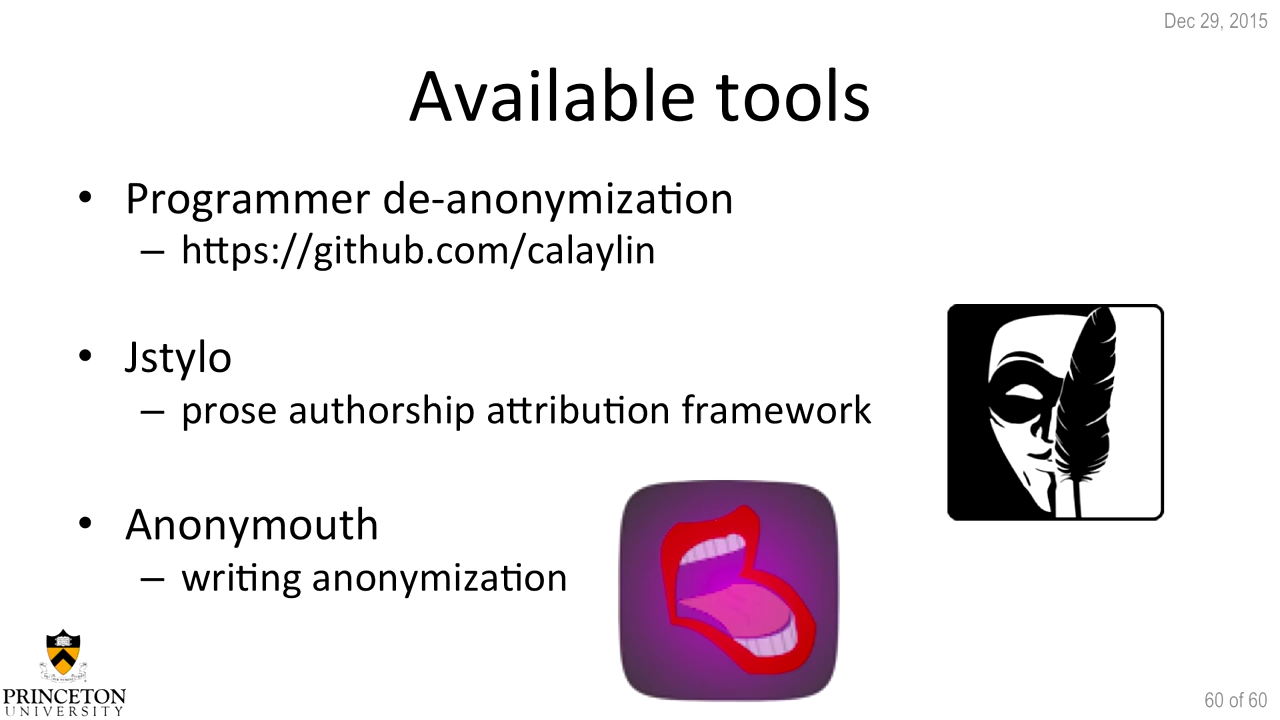 Dec 29, 2015
Available tools
• Programmer de-anonymization
– https://github.com/calaylin
• Jstylo
– prose authorship attribution framework
• Anonymouth
– writing anonymization
PRINCETON
UNIVERSITY
60 of 60